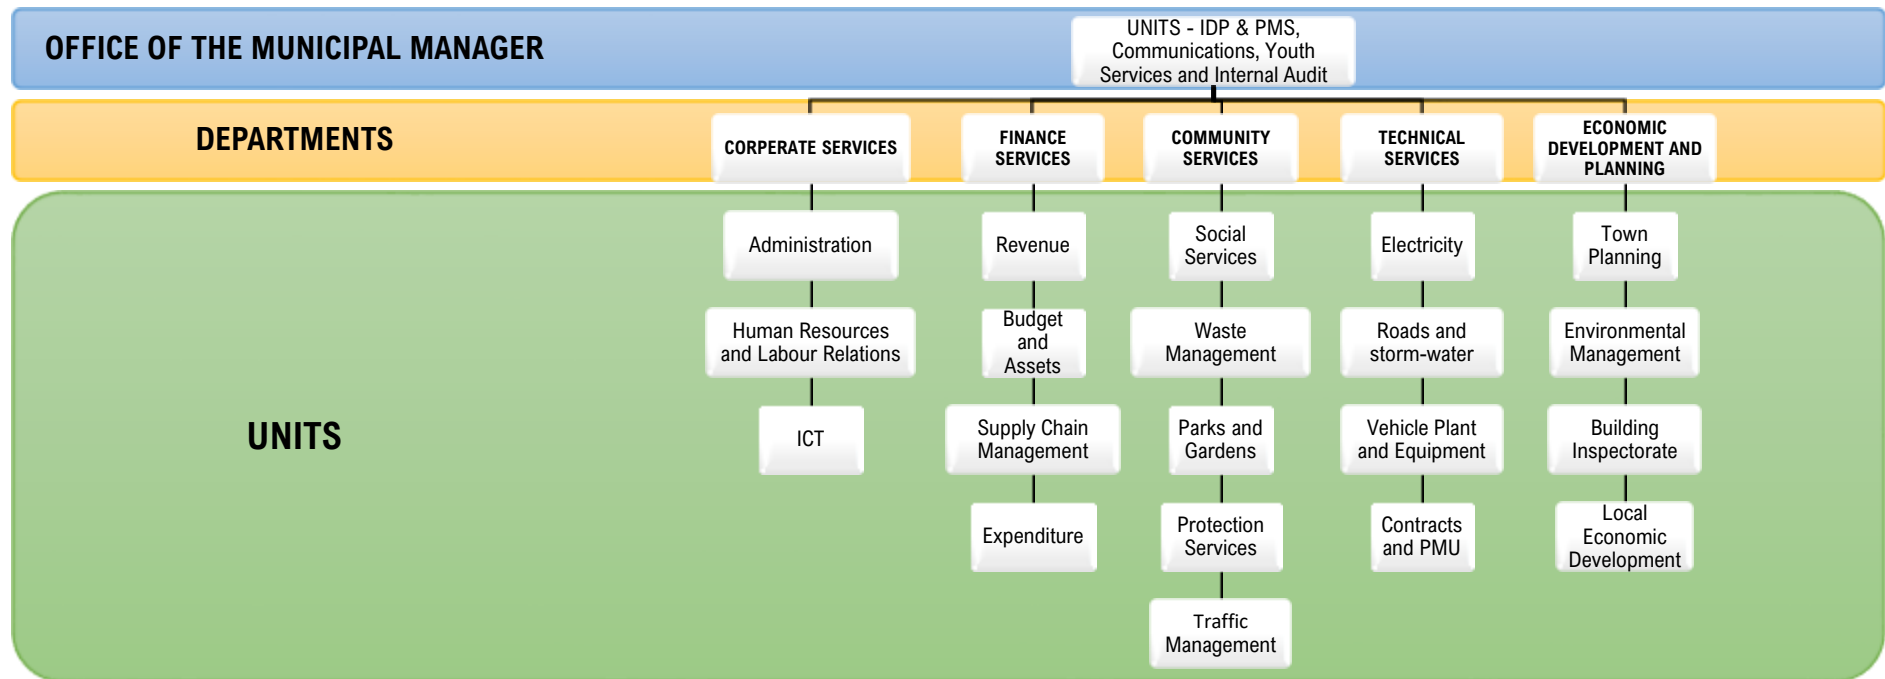 OFFICE OF THE MUNICIPAL MANAGER
UNITS - IDP & PMS,
Communications, Youth
Services and Internal Audit
DEPARTMENTS
CORPERATE SERVICES
FINANCE
SERVICES
COMMUNITY
SERVICES
TECHNICAL
SERVICES
ECONOMIC
DEVELOPMENT AND
PLANNING
UNITS
Administration
Human Resources
and Labour Relations
ICT
Revenue
Budget
and
Assets
Supply Chain
Management
Expenditure
Social
Services
Waste
Management
Parks and
Gardens
Protection
Services
Traffic
Management
Electricity
Roads and
storm-water
Vehicle Plant
and Equipment
Contracts
and PMU
Town
Planning
Environmental
Management
Building
Inspectorate
Local
Economic
Development